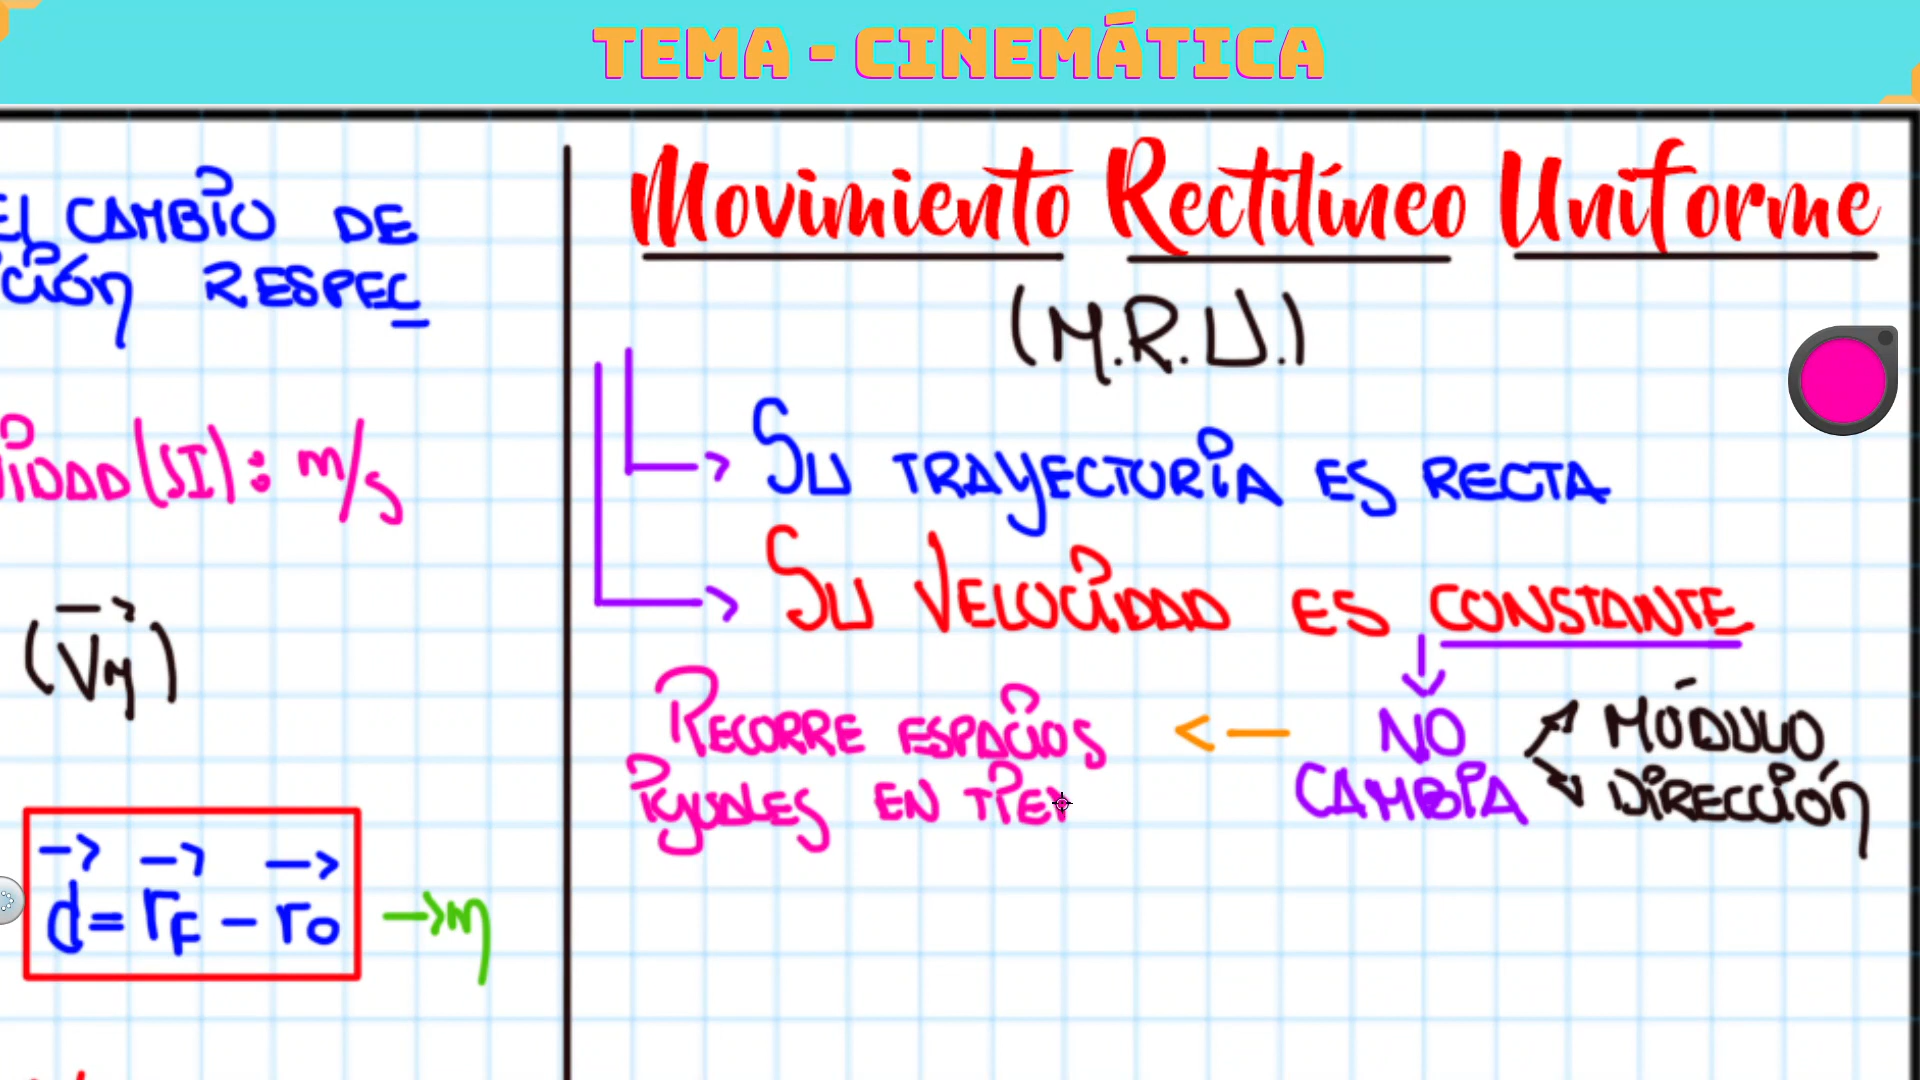 TEMA - CINEMÁTICA
El CAMBIO DE
ción RESPEC
(SI): m/s
(VM)
d = rF - ro → m
Movimiento Rectilíneo Uniforme
(M.R.U.)
Su TRAYECTORIA ES RECTA
Su VELOCIDAD ES CONSTANTE
NO CAMBIA
MÓDULO
DIRECCIÓN
RECORRE ESPACIOS
IGUALES EN TIE